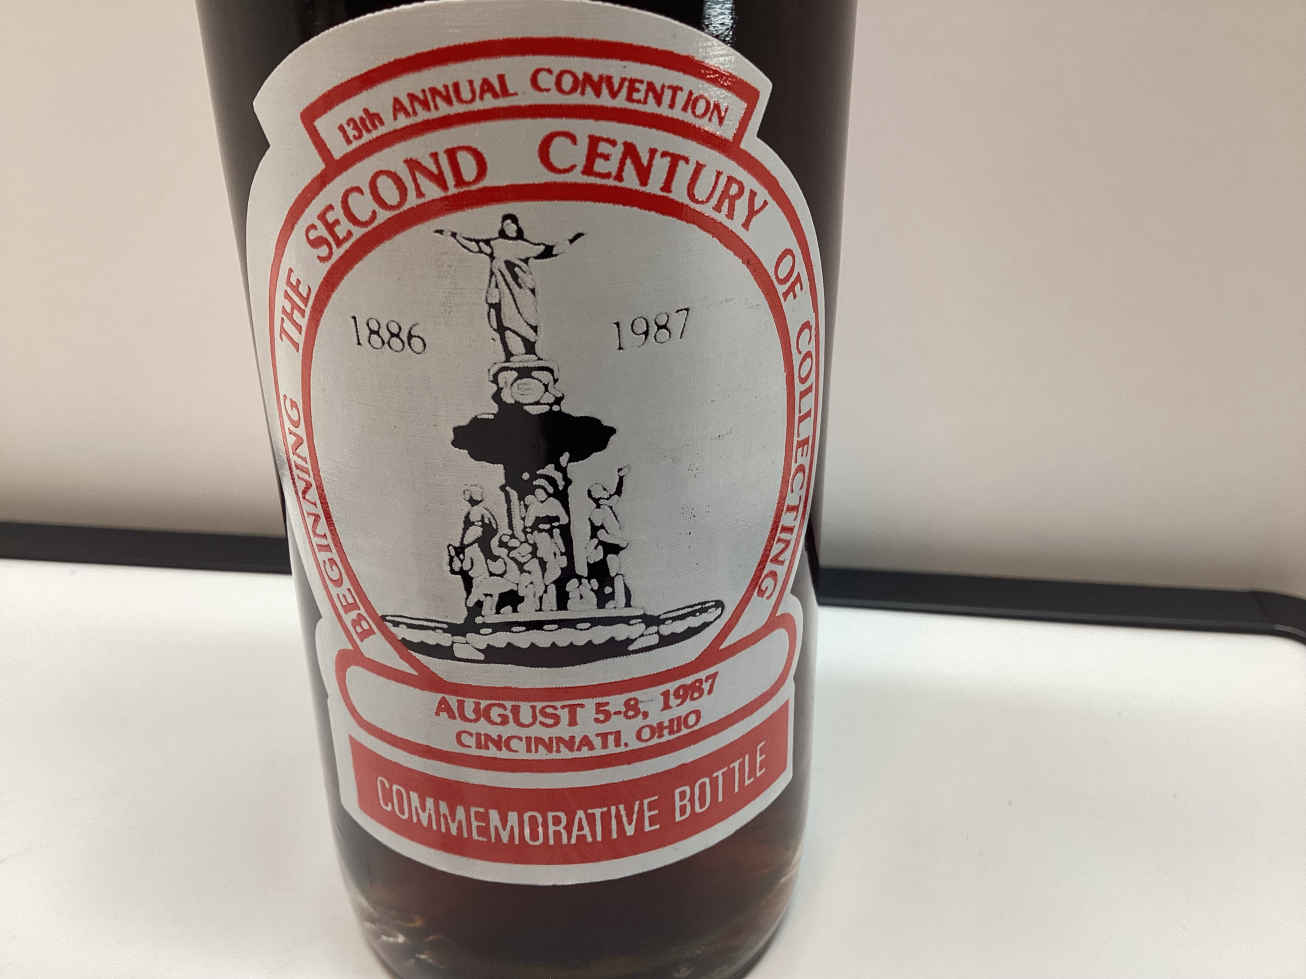 13th ANNUAL CONVENTION
BEGINNING THE SECOND CENTURY OF COLLECTING
1886 1987
AUGUST 5-8, 1987
CINCINNATI, OHIO
COMMEMORATIVE BOTTLE